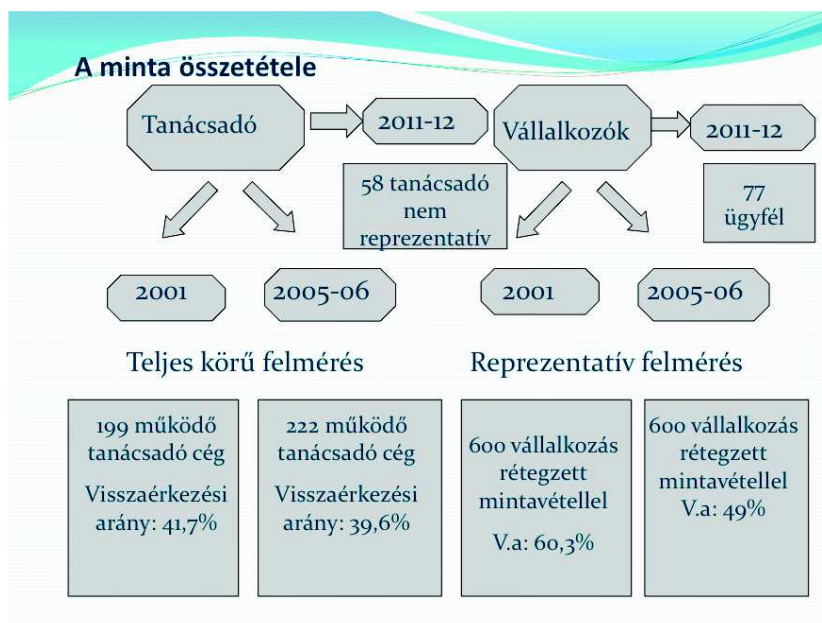 A minta összetétele
Tanácsadó
2011-12
Vállalkozók
2011-12
58 tanácsadó
nem
reprezentatív
77
ügyfél
2001
2005-06
2001
2005-06
Teljes körű felmérés
Reprezentatív felmérés
199 működő
tanácsadó cég
Visszaérkezési
arány: 41,7%
222 működő
tanácsadó cég
Visszaérkezési
arány: 39,6%
600 vállalkozás
rétegzett
mintavétellel
V.a: 60,3%
600 vállalkozás
rétegzett
mintavétellel
V.a: 49%